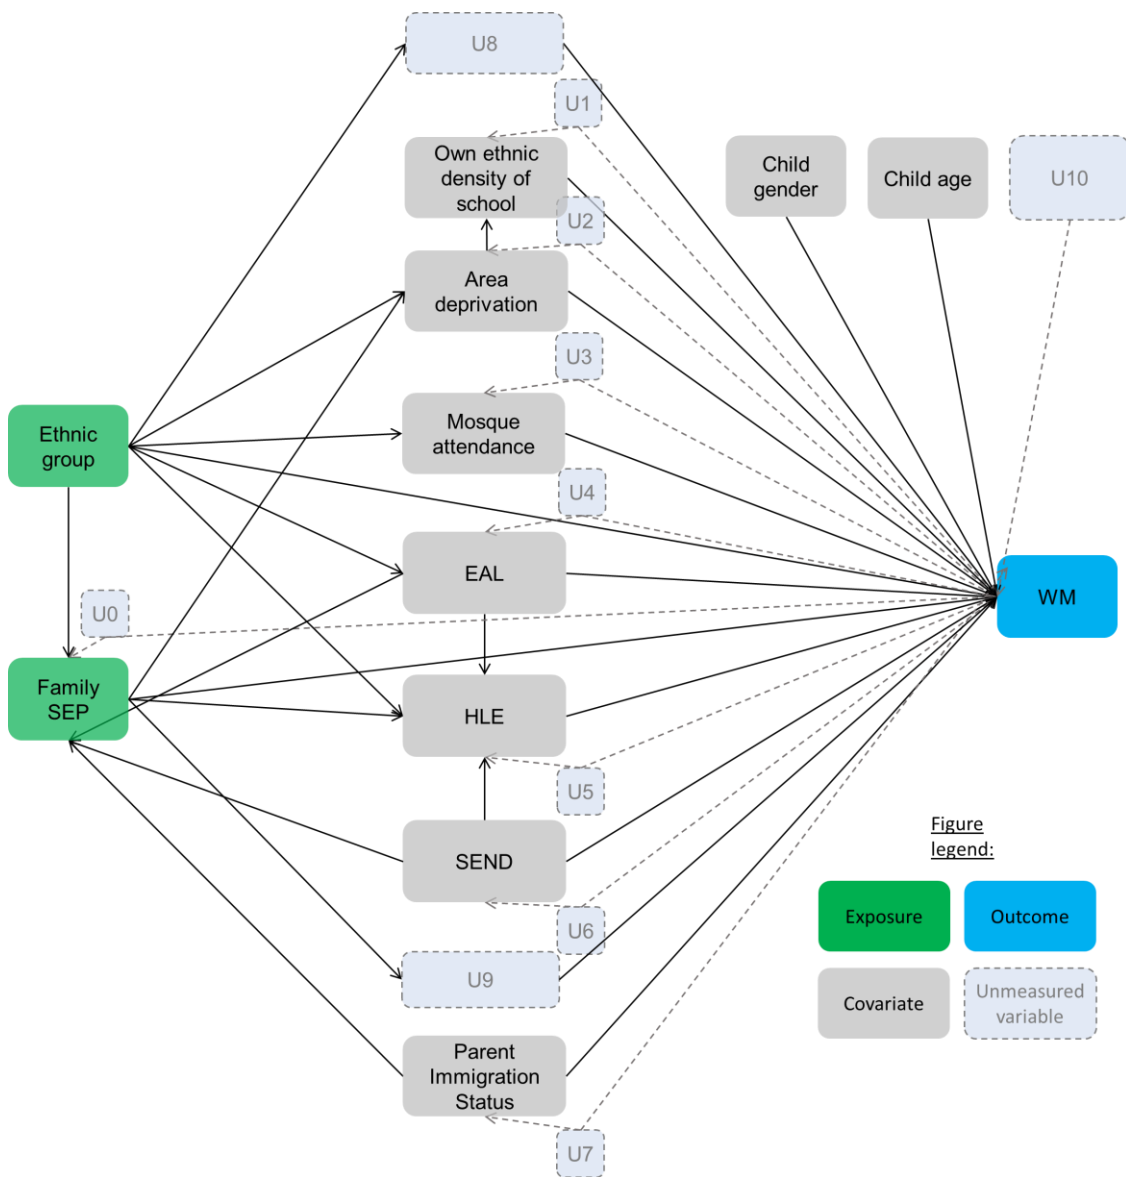 U8
U1
Own ethnic
density of
school
Child
gender
Child age
U10
U2
Area
deprivation
U3
Mosque
attendance
Ethnic
group
U4
EAL
WM
U0
Family
SEP
HLE
U5
SEND
U6
U9
Parent
Immigration
Status
U7
Figure
legend:
Exposure
Outcome
Covariate
Unmeasured
variable